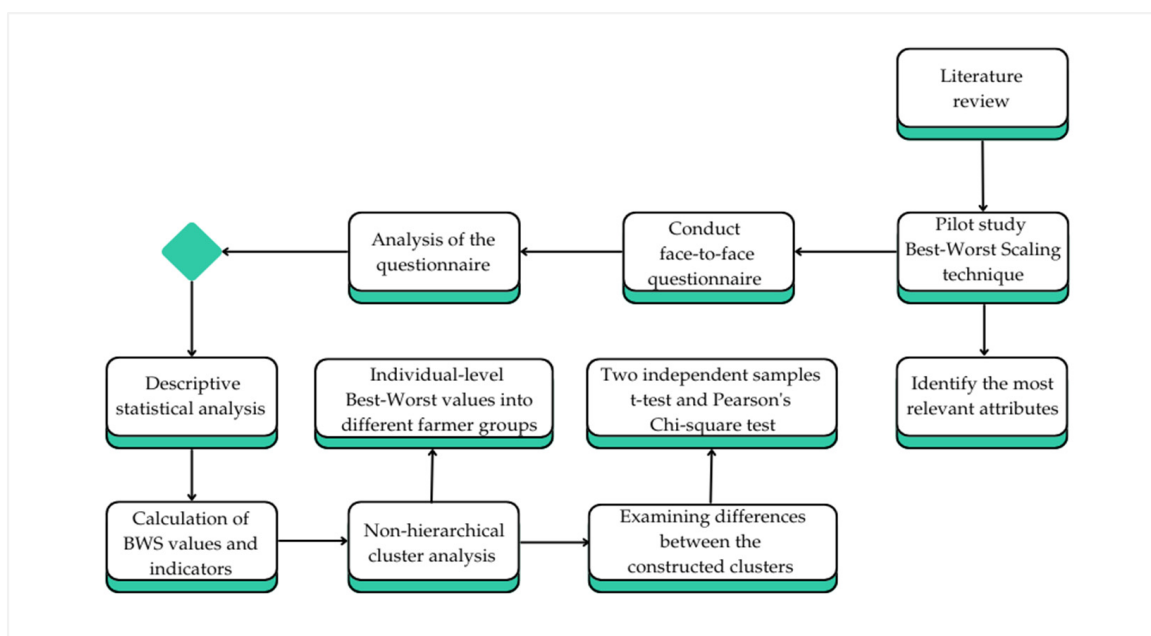 Literature
review
Pilot study
Best-Worst Scaling
technique
Identify the most
relevant attributes
Conduct
face-to-face
questionnaire
Analysis of the
questionnaire
Descriptive
statistical analysis
Calculation of
BWS values and
indicators
Non-hierarchical
cluster analysis
Individual-level
Best-Worst values into
different farmer groups
Examining differences
between the
constructed clusters
Two independent samples
t-test and Pearson's
Chi-square test